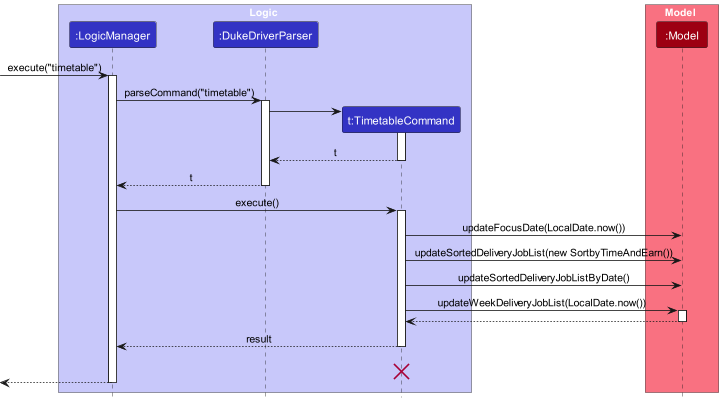 Logic
Model
:LogicManager
:DukeDriverParser
:Model
execute("timetable")
parseCommand("timetable")
t:TimetableCommand
t
t
execute()
updateFocusDate(LocalDate.now())
updateSortedDeliveryJobList(new SortbyTimeAndEarn())
updateSortedDeliveryJobListByDate()
updateWeekDeliveryJobList(LocalDate.now())
result